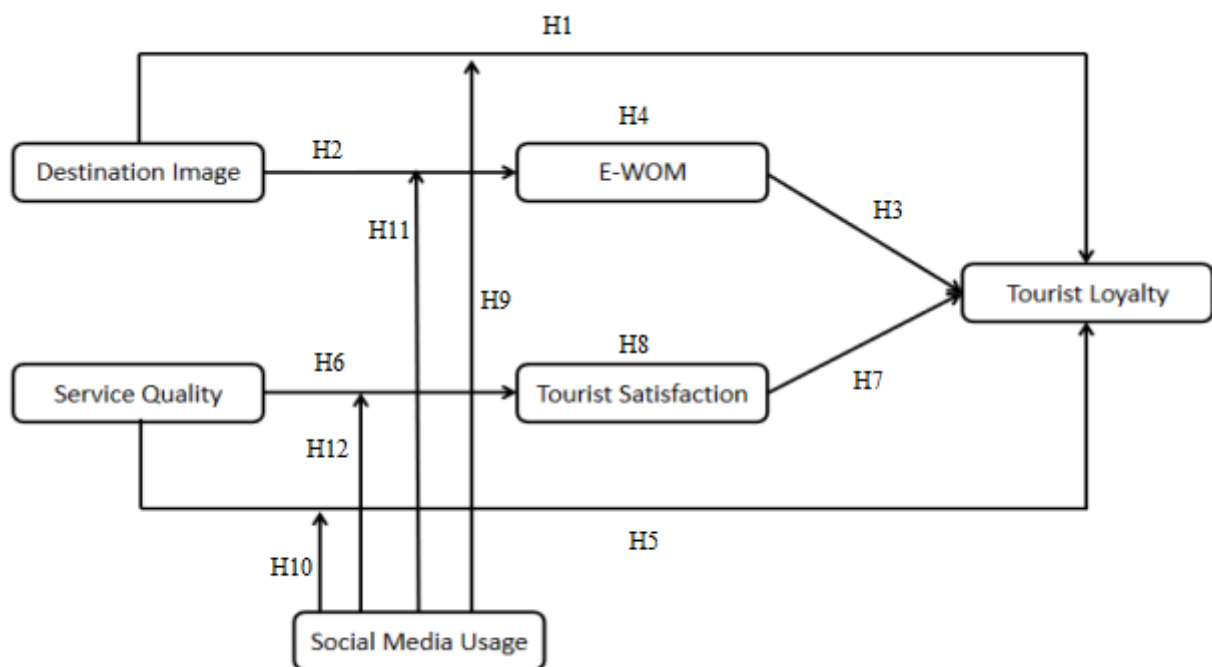 H1
H4
Destination Image
H2
E-WOM
H3
H11
H9
Tourist Loyalty
H6
H8
Service Quality
Tourist Satisfaction
H7
H12
H5
H10
Social Media Usage